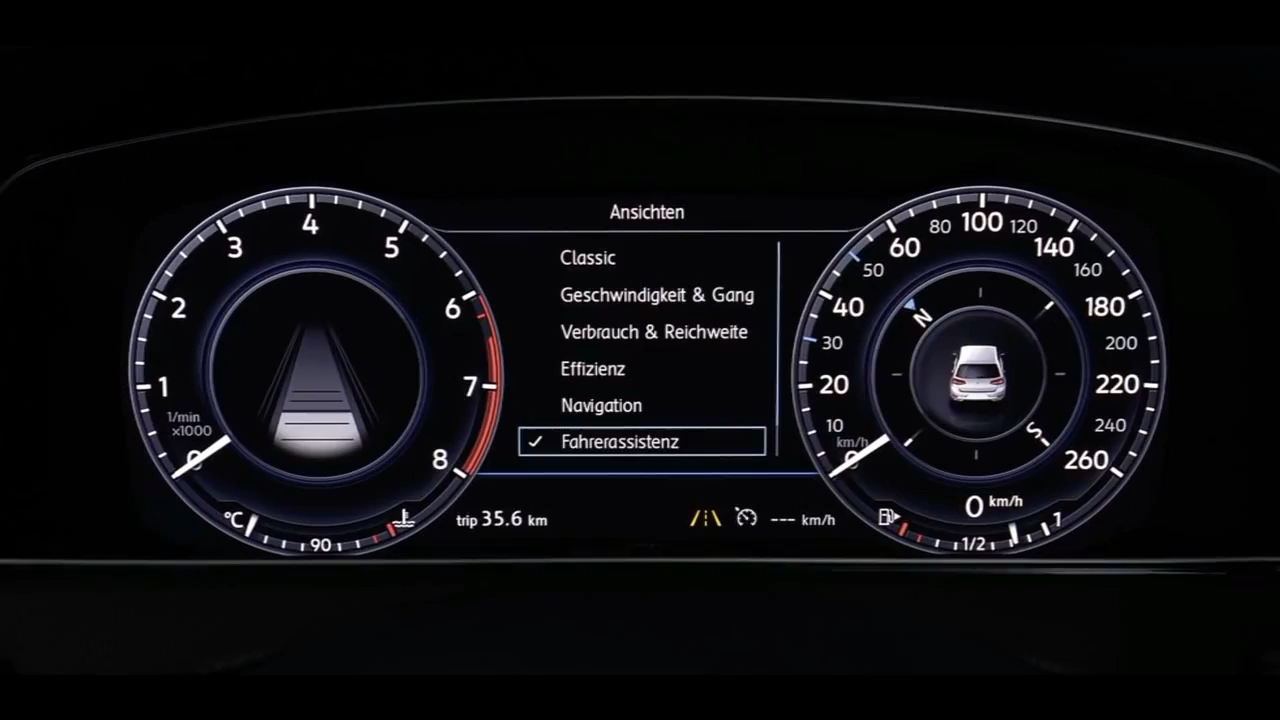 Ansichten
Classic
Geschwindigkeit & Gang
Verbrauch & Reichweite
Effizienz
Navigation
Fahrerassistenz
trip 35.6 km
--- km/h
0
1
2
3
4
5
6
7
8
1/min
x1000
°C
90
0
10
20
30
40
50
60
80
100
120
140
160
180
200
220
240
260
km/h
N
S
0 km/h
1/2
1